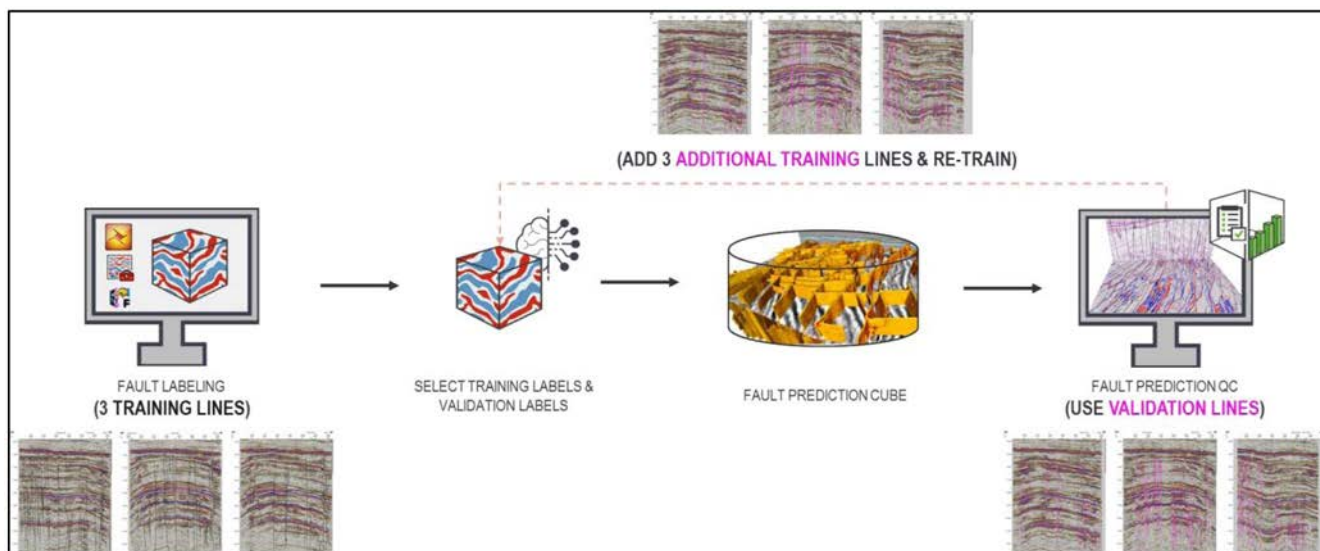 (ADD 3 ADDITIONAL TRAINING LINES & RE-TRAIN)
F
FAULT LABELING
(3 TRAINING LINES)
SELECT TRAINING LABELS &
VALIDATION LABELS
FAULT PREDICTION CUBE
FAULT PREDICTION QC
(USE VALIDATION LINES)